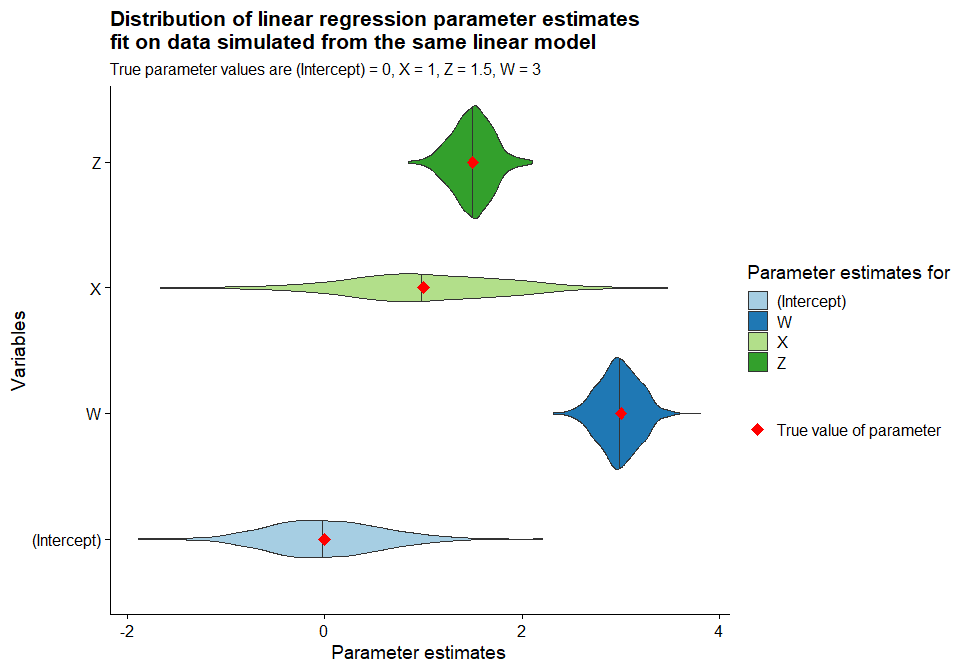 Distribution of linear regression parameter estimates
fit on data simulated from the same linear model
True parameter values are (Intercept) = 0, X = 1, Z = 1.5, W = 3
Variables
Z
X
W
(Intercept)
-2
0
2
4
Parameter estimates
Parameter estimates for
(Intercept)
W
X
Z
True value of parameter